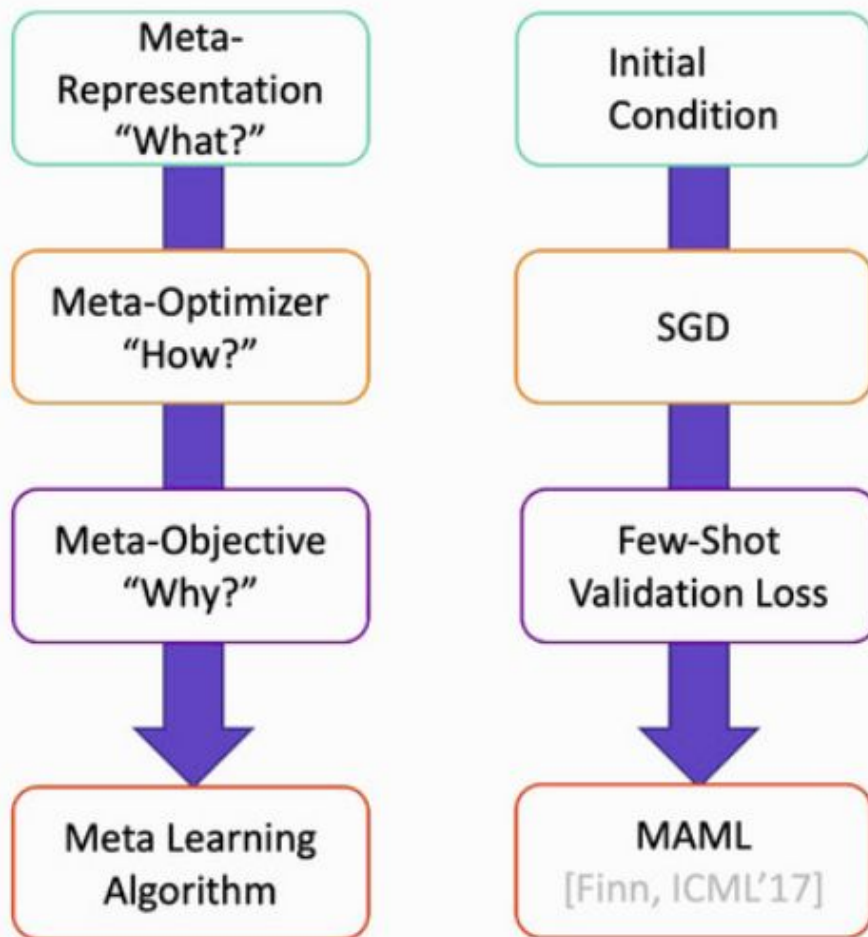 Meta-
Representation
“What?”
Meta-Optimizer
“How?”
Meta-Objective
“Why?”
Meta Learning
Algorithm
Initial
Condition
SGD
Few-Shot
Validation Loss
MAML
[Finn, ICML’17]